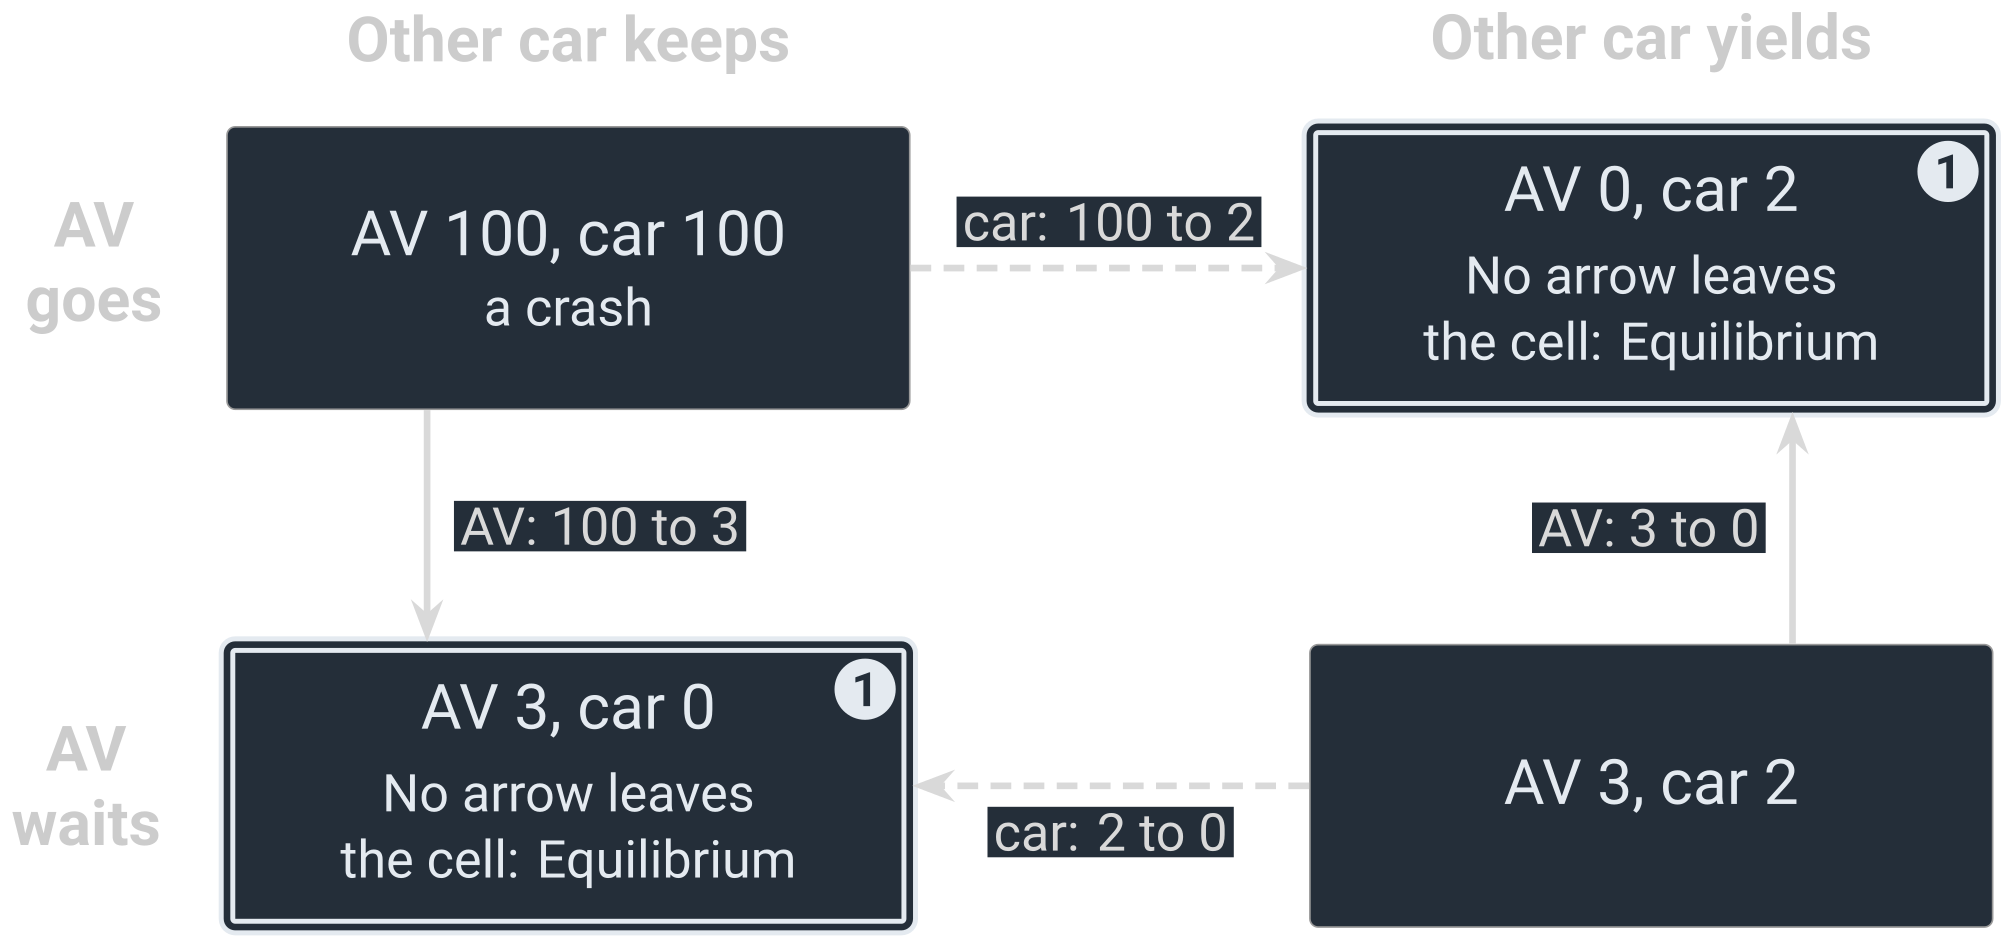 Other car keeps
Other car yields
AV
goes
AV 100, car 100
a crash
car: 100 to 2
1
AV 0, car 2
No arrow leaves
the cell: Equilibrium
AV: 100 to 3
AV: 3 to 0
AV
waits
1
AV 3, car 0
No arrow leaves
the cell: Equilibrium
car: 2 to 0
AV 3, car 2